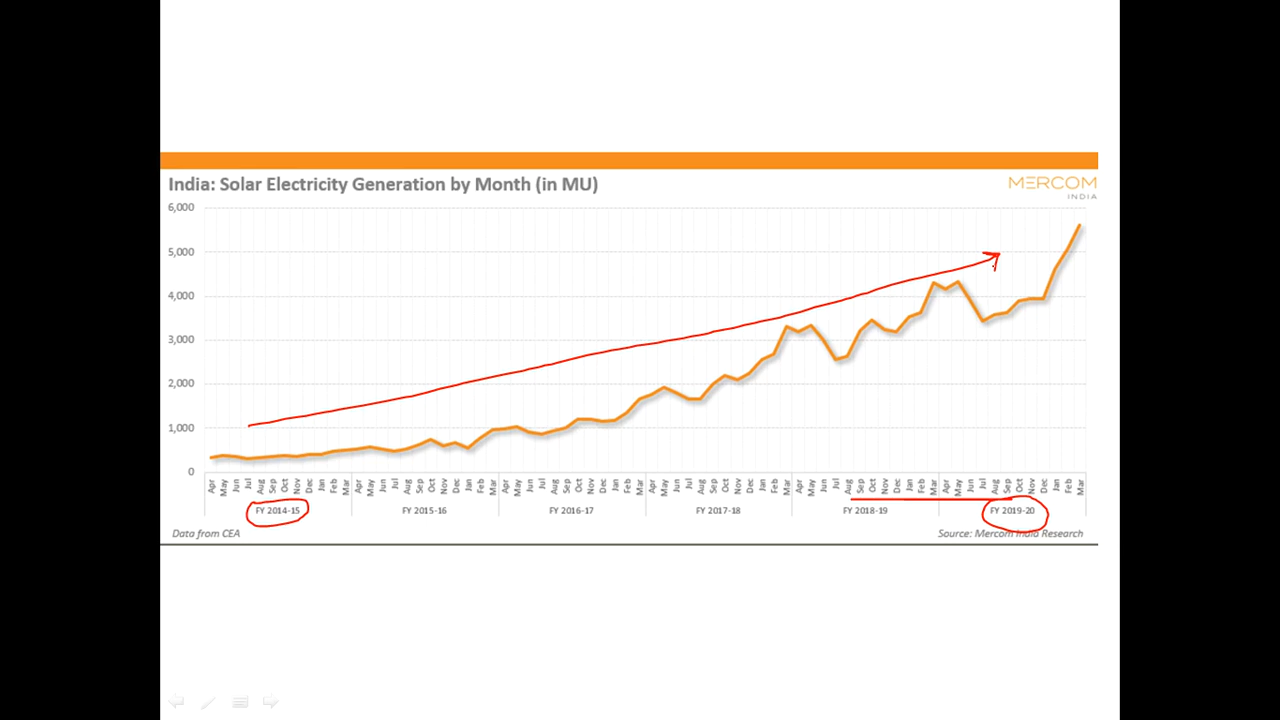 India: Solar Electricity Generation by Month (in MU)
MERCOM
INDIA
6,000
5,000
4,000
3,000
2,000
1,000
0
Apr May Jun Jul Aug Sep Oct Nov Dec Jan Feb Mar Apr May Jun Jul Aug Sep Oct Nov Dec Jan Feb Mar Apr May Jun Jul Aug Sep Oct Nov Dec Jan Feb Mar Apr May Jun Jul Aug Sep Oct Nov Dec Jan Feb Mar Apr May Jun Jul Aug Sep Oct Nov Dec Jan Feb Mar Apr May Jun Jul Aug Sep Oct Nov Dec Jan Feb Mar
FY 2014-15 FY 2015-16 FY 2016-17 FY 2017-18 FY 2018-19 FY 2019-20
Data from CEA Source: Mercom India Research